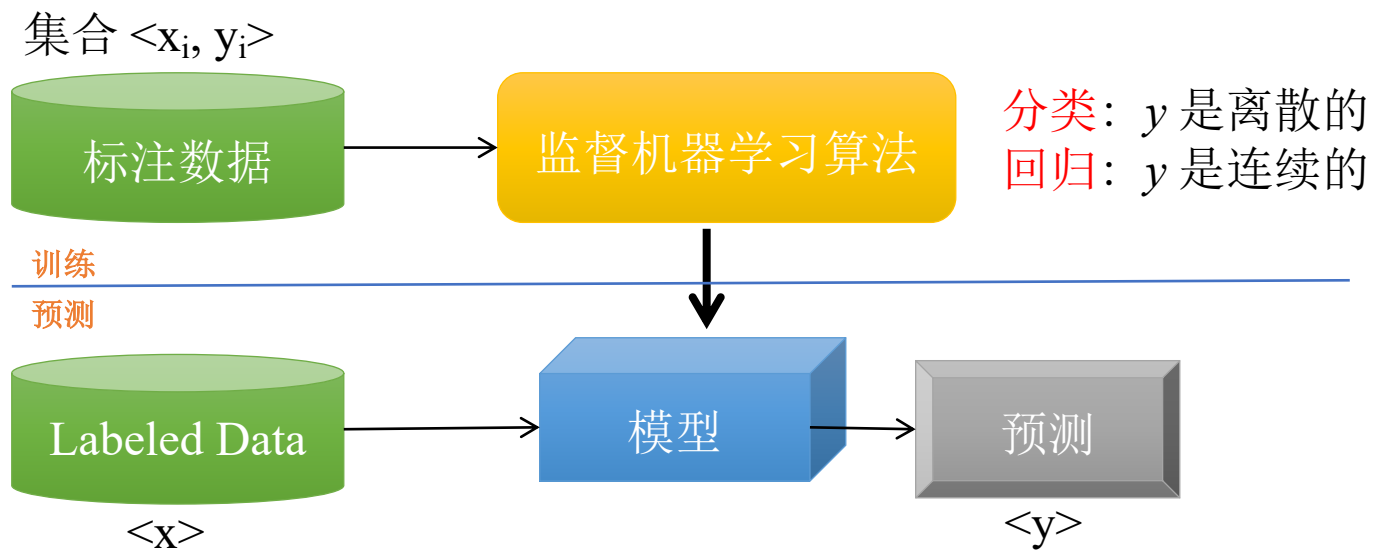 集合 <xi, yi>
标注数据
监督机器学习算法
分类：y 是离散的
回归：y 是连续的
训练
预测
Labeled Data
模型
预测
<x>
<y>